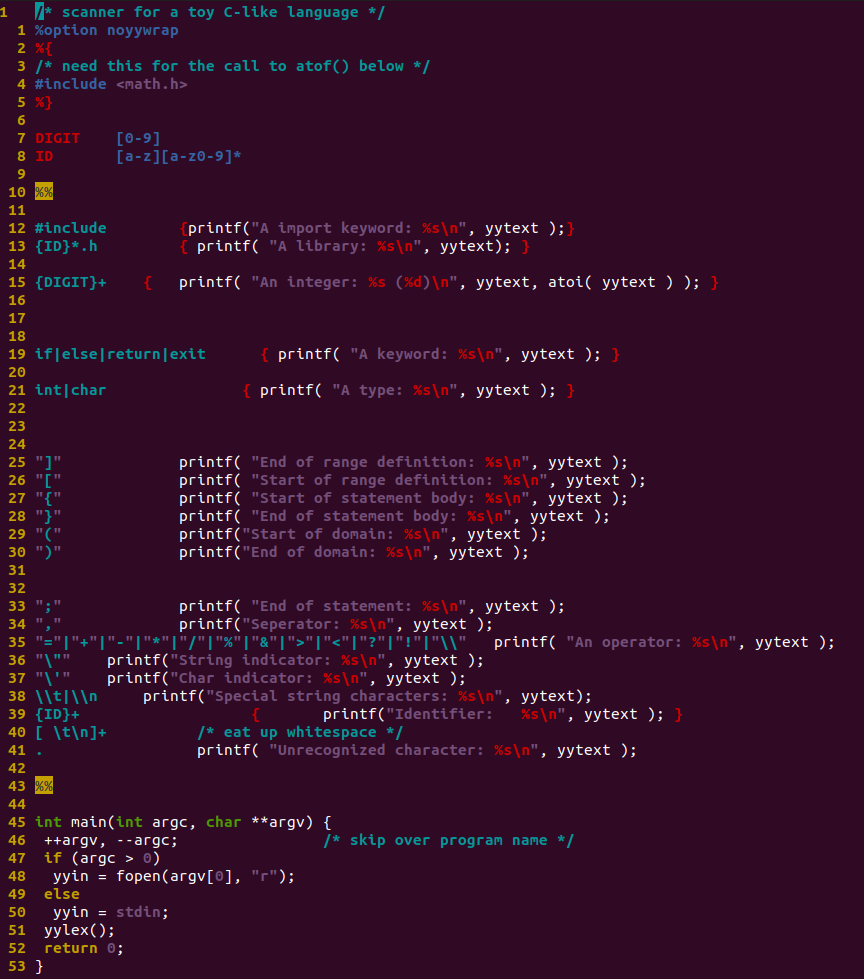 1 /* scanner for a toy C-like language */
1 %option noyywrap
2 %{
3 /* need this for the call to atof() below */
4 #include <math.h>
5 %}
6
7 DIGIT    [0-9]
8 ID       [a-z][a-z0-9]*
9
10 %%
11
12 #include        {printf("A import keyword: %s\n", yytext );}
13 {ID}*.h         { printf( "A library: %s\n", yytext); }
14
15 {DIGIT}+    {   printf( "An integer: %s (%d)\n", yytext, atoi( yytext ) ); }
16
17
18
19 if|else|return|exit      { printf( "A keyword: %s\n", yytext ); }
20
21 int|char               { printf( "A type: %s\n", yytext ); }
22
23
24
25 "]"             printf( "End of range definition: %s\n", yytext );
26 "["             printf( "Start of range definition: %s\n", yytext );
27 "{"             printf( "Start of statement body: %s\n", yytext );
28 "}"             printf( "End of statement body: %s\n", yytext );
29 "("             printf("Start of domain: %s\n", yytext );
30 ")"             printf("End of domain: %s\n", yytext );
31
32
33 ";"             printf( "End of statement: %s\n", yytext );
34 ","             printf("Seperator: %s\n", yytext );
35 "="|"+"|"-"|"*"|"/"|"%"|"&"|">"|"<"|"?"|"!"|"\\"   printf( "An operator: %s\n", yytext );
36 "\""    printf("String indicator: %s\n", yytext );
37 "\'"    printf("Char indicator: %s\n", yytext );
38 \\t|\\n     printf("Special string characters: %s\n", yytext);
39 {ID}+                   {       printf("Identifier:   %s\n", yytext ); }
40 [ \t\n]+          /* eat up whitespace */
41 .                 printf( "Unrecognized character: %s\n", yytext );
42
43 %%
44
45 int main(int argc, char **argv) {
46  ++argv, --argc;                /* skip over program name */
47  if (argc > 0)
48   yyin = fopen(argv[0], "r");
49  else
50   yyin = stdin;
51  yylex();
52  return 0;
53 }